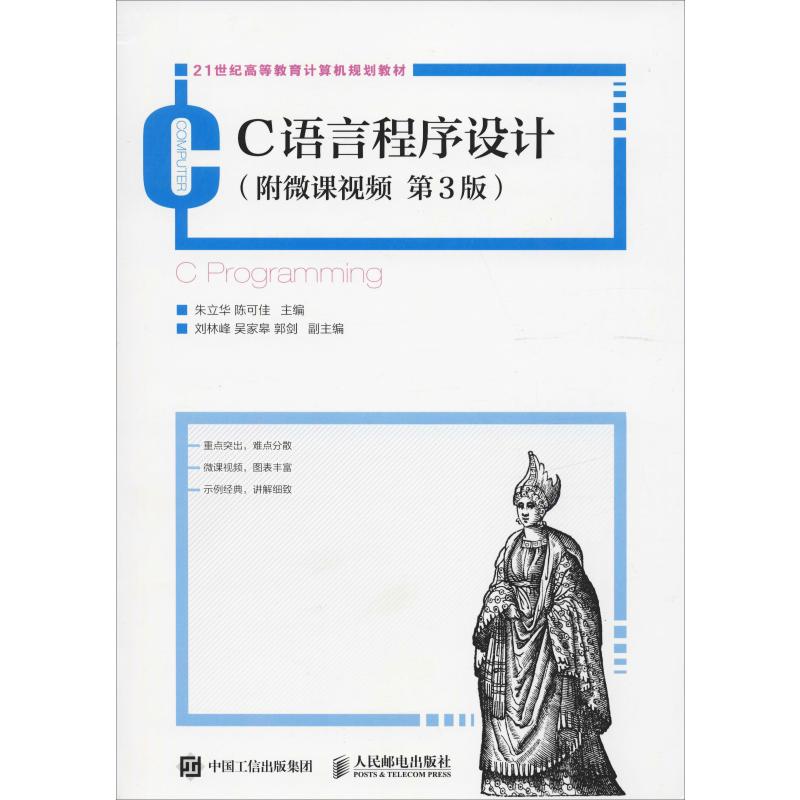 21世纪高等教育计算机规划教材
COMPUTER
C语言程序设计
（附微课视频 第3版）
C Programming
朱立华 陈可佳 主编
刘林峰 吴家皋 郭剑 副主编
重点突出，难点分散
微课视频，图表丰富
示例经典，讲解细致
中国工信出版集团
人民邮电出版社
POSTS & TELECOM PRESS